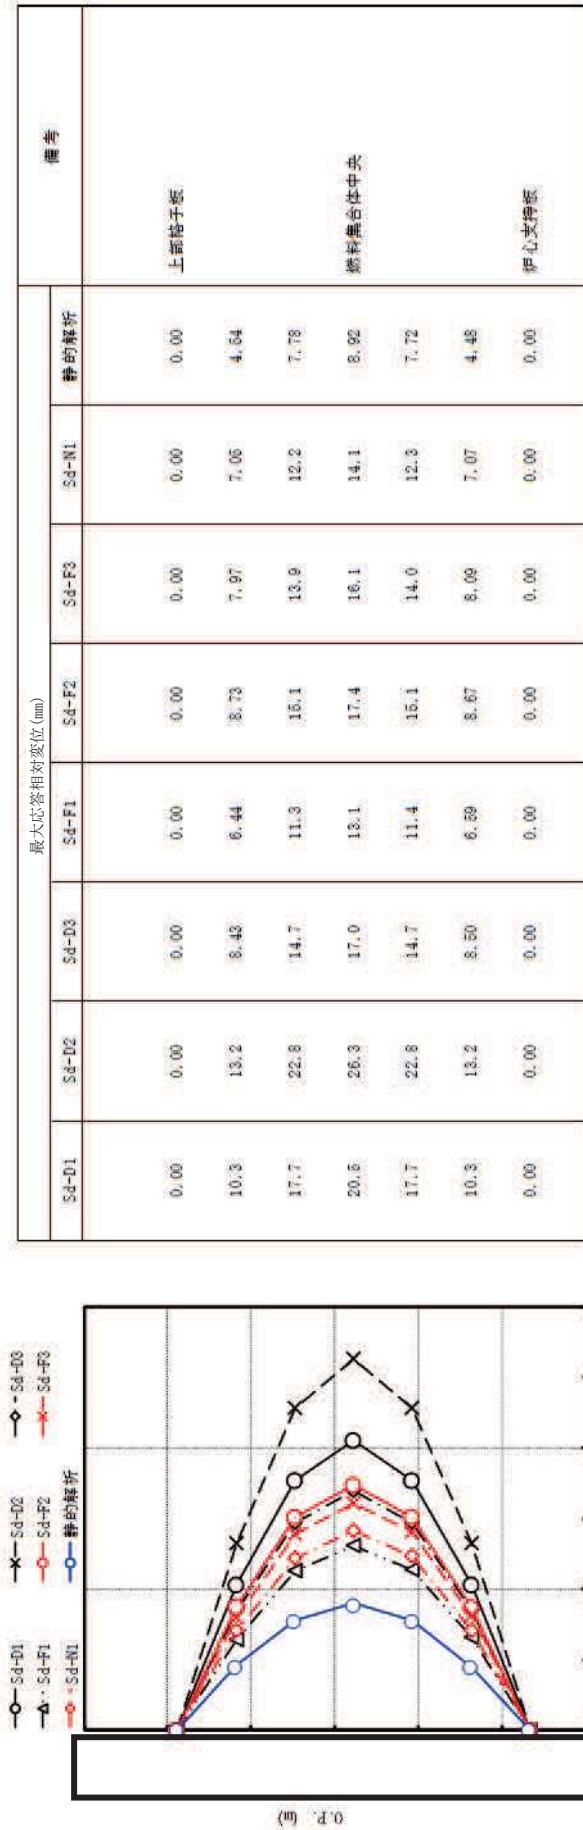 最大応答相対変位(mm) 備考
Sd-D1 Sd-D2 Sd-D3 Sd-F1 Sd-F2 Sd-F3 Sd-N1 静的解析
0.00 0.00 0.00 0.00 0.00 0.00 0.00 0.00 上部格子板
10.3 13.2 8.43 6.44 8.73 7.97 7.05 4.54
17.7 22.8 14.7 11.3 15.1 13.9 12.2 7.78
20.5 26.3 17.0 13.1 17.4 16.1 14.1 8.92 燃料集合体中央
17.7 22.8 14.7 11.4 15.1 14.0 12.3 7.72
10.3 13.2 8.50 6.59 8.67 8.09 7.07 4.48
0.00 0.00 0.00 0.00 0.00 0.00 0.00 0.00 炉心支持板
Sd-D1 Sd-D2 Sd-D3
Sd-F1 Sd-F2 Sd-F3
Sd-N1 静的解析
O.P. (m)